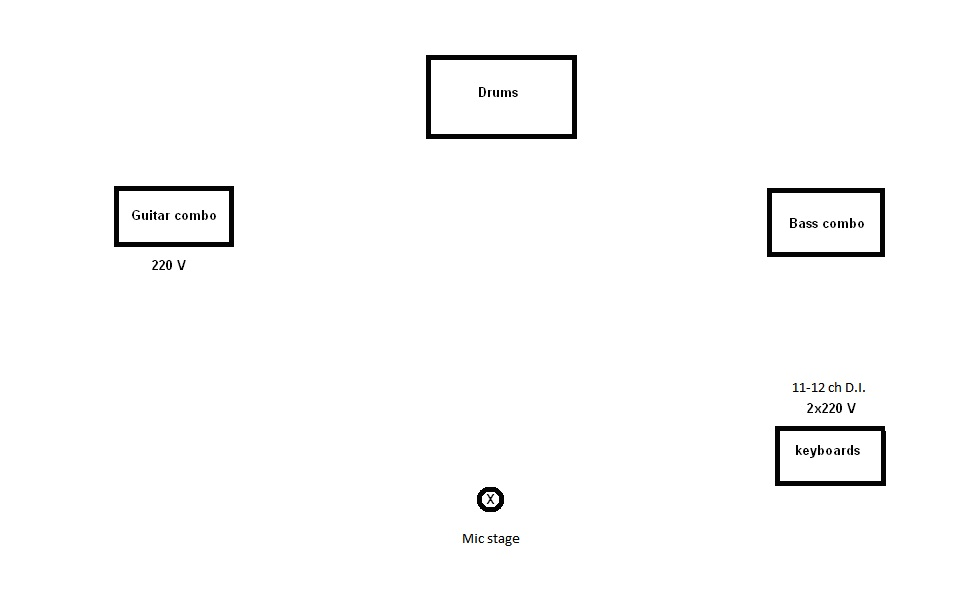 Drums
Guitar combo
220 V
Bass combo
11-12 ch D.I.
2x220 V
keyboards
X
Mic stage